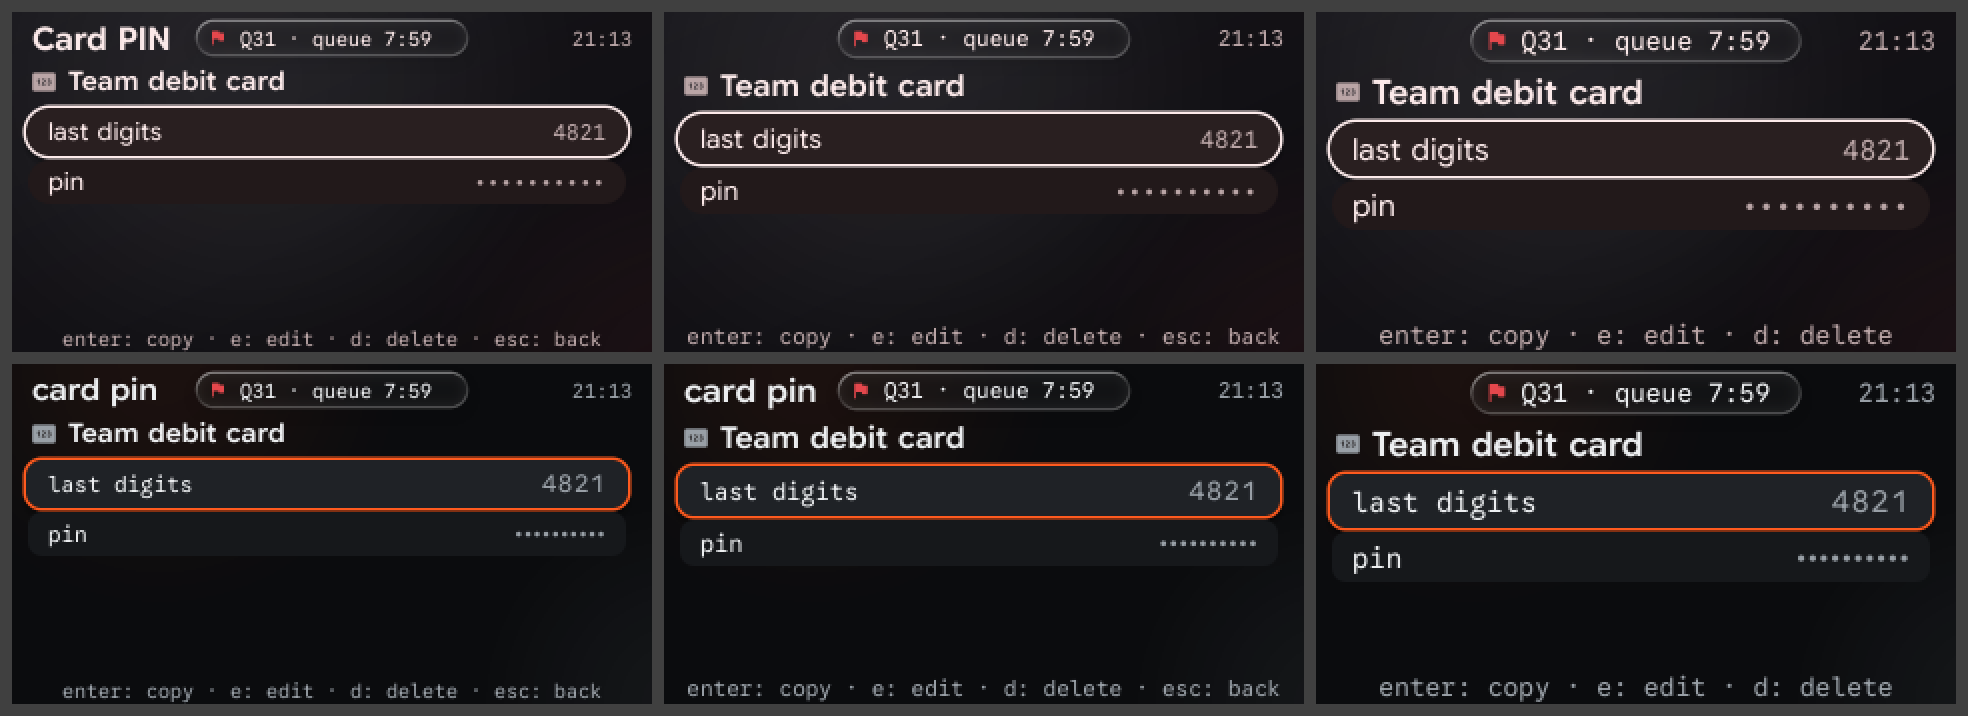 Card PIN Q31 · queue 7:59 21:13
Team debit card
last digits 4821
pin ••••••••••
enter: copy · e: edit · d: delete · esc: back
Q31 · queue 7:59 21:13
Team debit card
last digits 4821
pin ••••••••••
enter: copy · e: edit · d: delete · esc: back
Q31 · queue 7:59 21:13
Team debit card
last digits 4821
pin ••••••••••
enter: copy · e: edit · d: delete
card pin Q31 · queue 7:59 21:13
Team debit card
last digits 4821
pin ••••••••••
enter: copy · e: edit · d: delete · esc: back
card pin Q31 · queue 7:59 21:13
Team debit card
last digits 4821
pin ••••••••••
enter: copy · e: edit · d: delete · esc: back
Q31 · queue 7:59 21:13
Team debit card
last digits 4821
pin ••••••••••
enter: copy · e: edit · d: delete